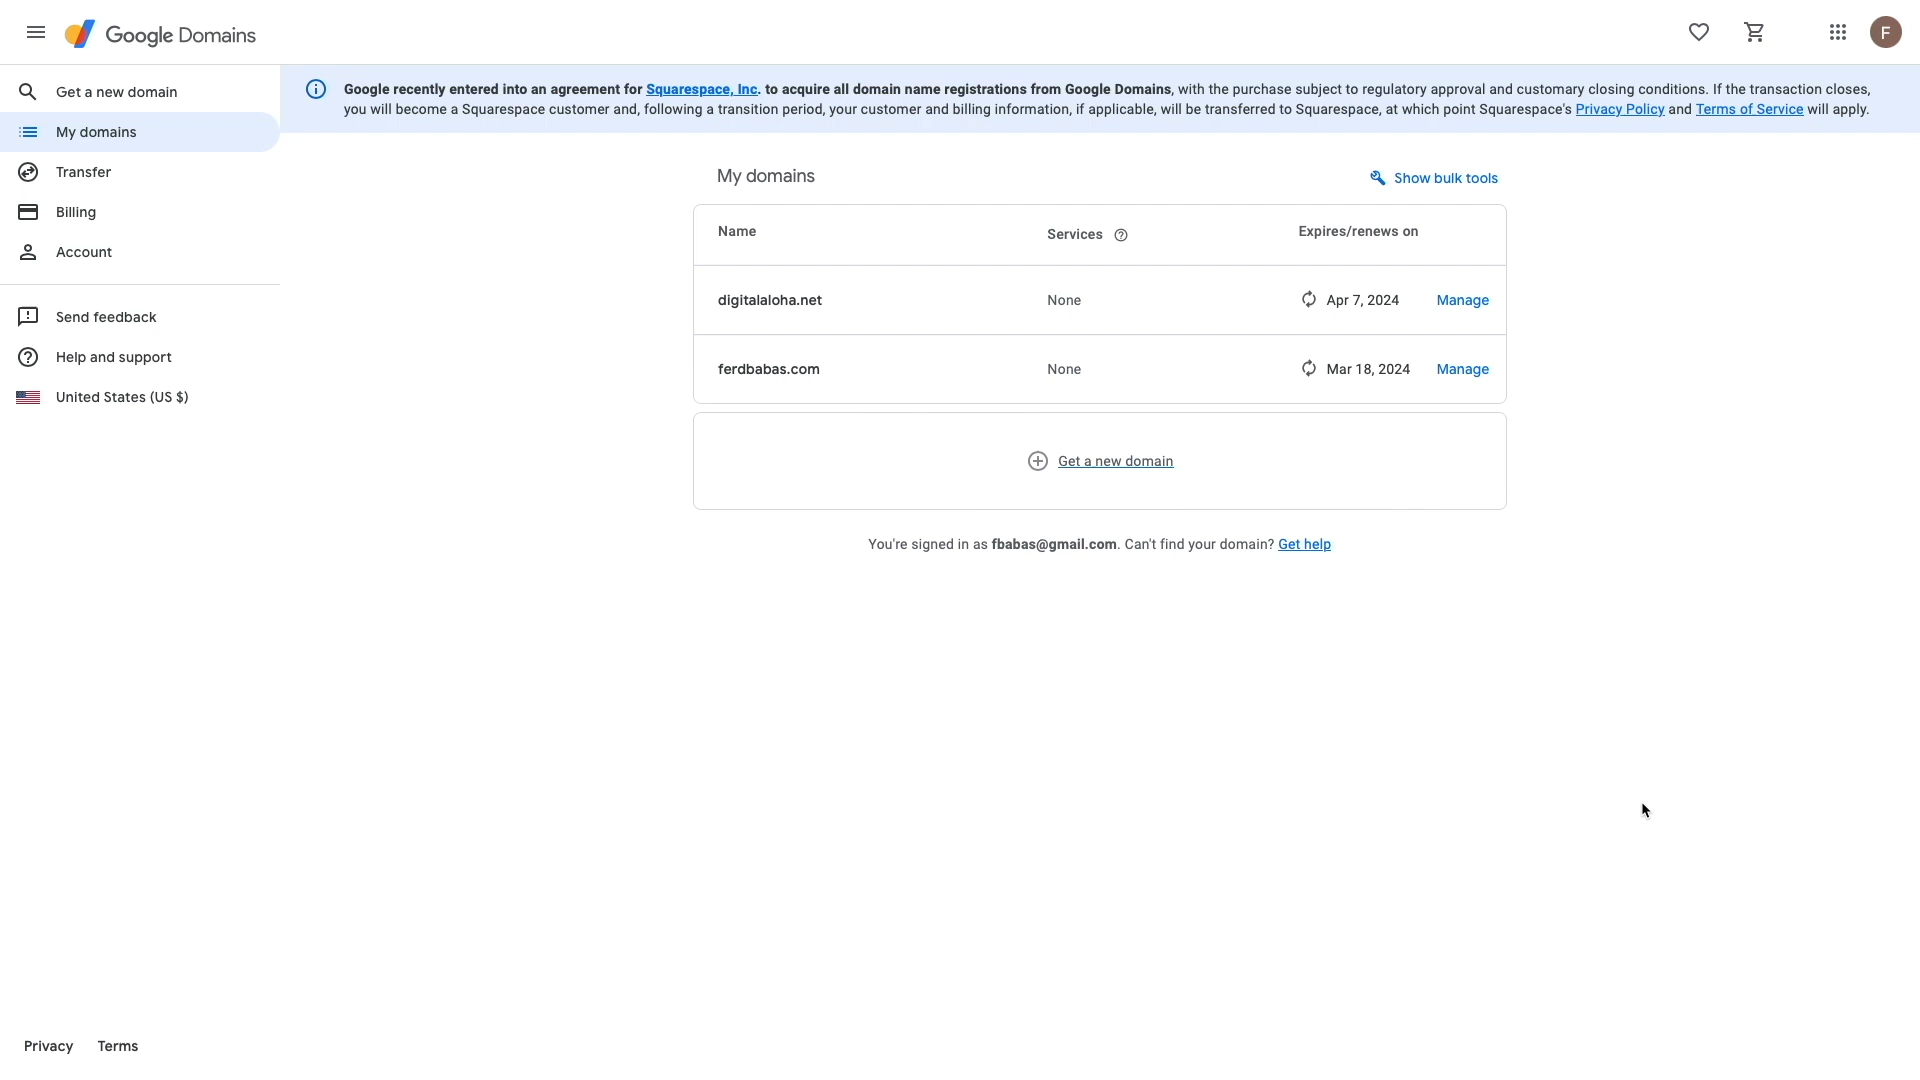 Google Domains
F
Get a new domain
My domains
Transfer
Billing
Account
Send feedback
Help and support
United States (US $)
Google recently entered into an agreement for Squarespace, Inc. to acquire all domain name registrations from Google Domains, with the purchase subject to regulatory approval and customary closing conditions. If the transaction closes,
you will become a Squarespace customer and, following a transition period, your customer and billing information, if applicable, will be transferred to Squarespace, at which point Squarespace's Privacy Policy and Terms of Service will apply.
My domains
Show bulk tools
Name Services Expires/renews on
digitalaloha.net None Apr 7, 2024 Manage
ferdbabas.com None Mar 18, 2024 Manage
Get a new domain
You're signed in as fbabas@gmail.com. Can't find your domain? Get help
Privacy Terms